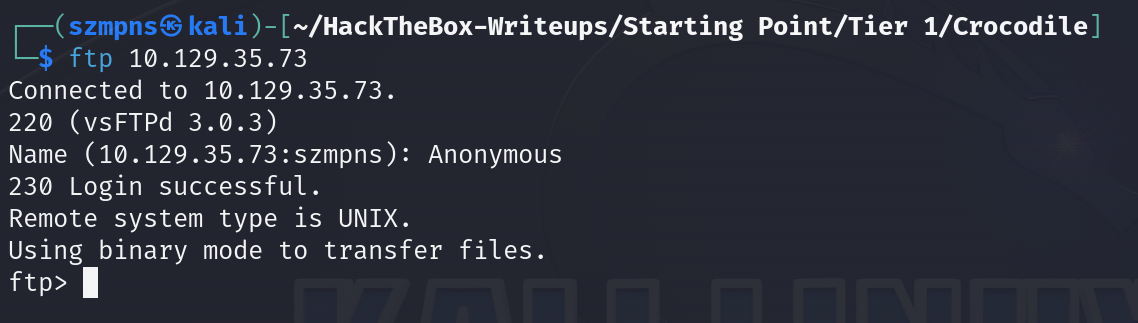 ┌──(szmpns㉿kali)-[~/HackTheBox-Writeups/Starting Point/Tier 1/Crocodile]
└─$ ftp 10.129.35.73
Connected to 10.129.35.73.
220 (vsFTPd 3.0.3)
Name (10.129.35.73:szmpns): Anonymous
230 Login successful.
Remote system type is UNIX.
Using binary mode to transfer files.
ftp>